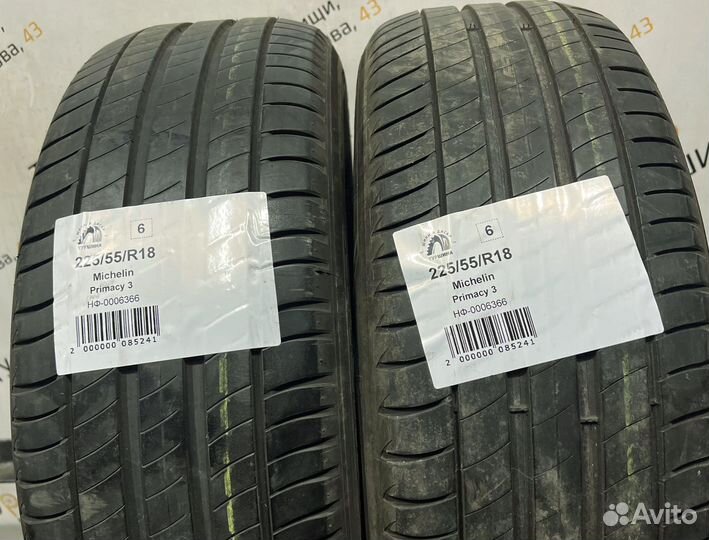 43
43
6
225/55/R18
Michelin
Primacy 3
НФ-0006366
2 000000 085241
6
225/55/R18
Michelin
Primacy 3
НФ-0006366
2 000000 085241
Avito